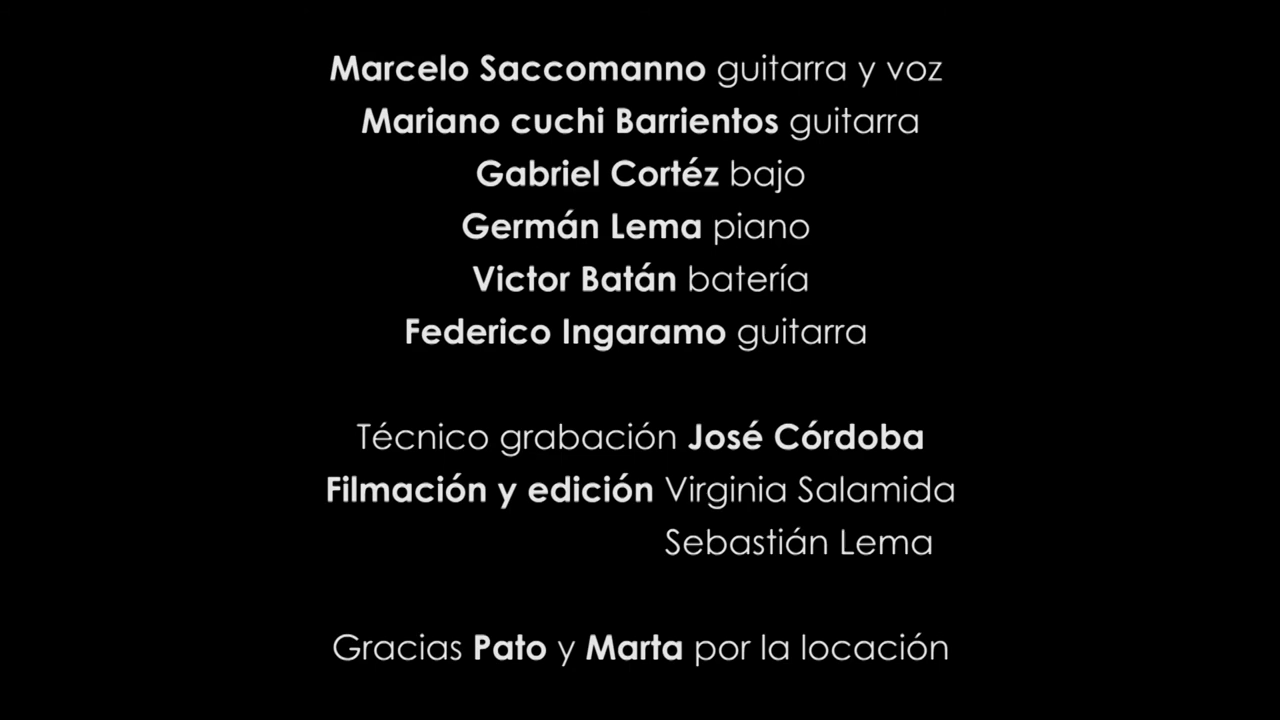 Marcelo Saccomanno guitarra y voz
Mariano cuchi Barrientos guitarra
Gabriel Cortéz bajo
Germán Lema piano
Victor Batán batería
Federico Ingaramo guitarra
Técnico grabación José Córdoba
Filmación y edición Virginia Salamida
Sebastián Lema
Gracias Pato y Marta por la locación